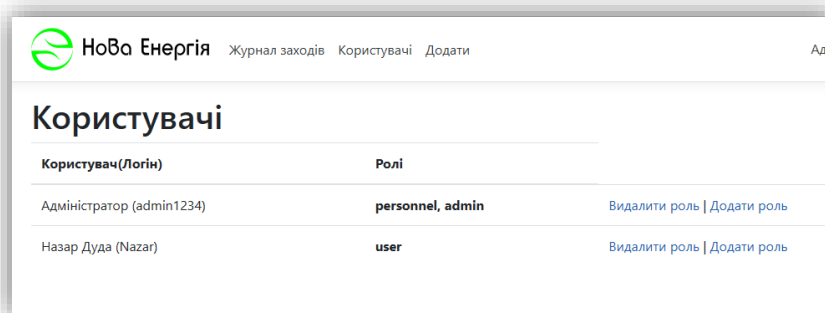 НоВа Енергія Журнал заходів Користувачі Додати Ад
Користувачі
Користувач(Логін) Ролі
Адміністратор (admin1234) personnel, admin Видалити роль | Додати роль
Назар Дуда (Nazar) user Видалити роль | Додати роль